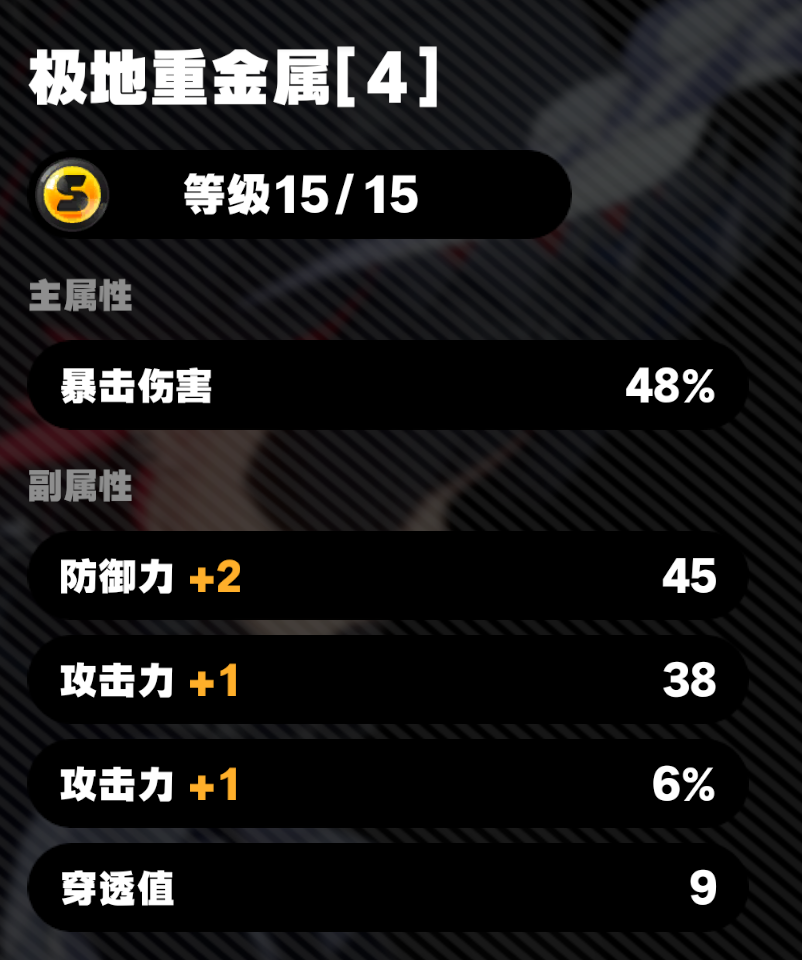 极地重金属[4]
S 等级15/15
主属性
暴击伤害 48%
副属性
防御力 +2 45
攻击力 +1 38
攻击力 +1 6%
穿透值 9